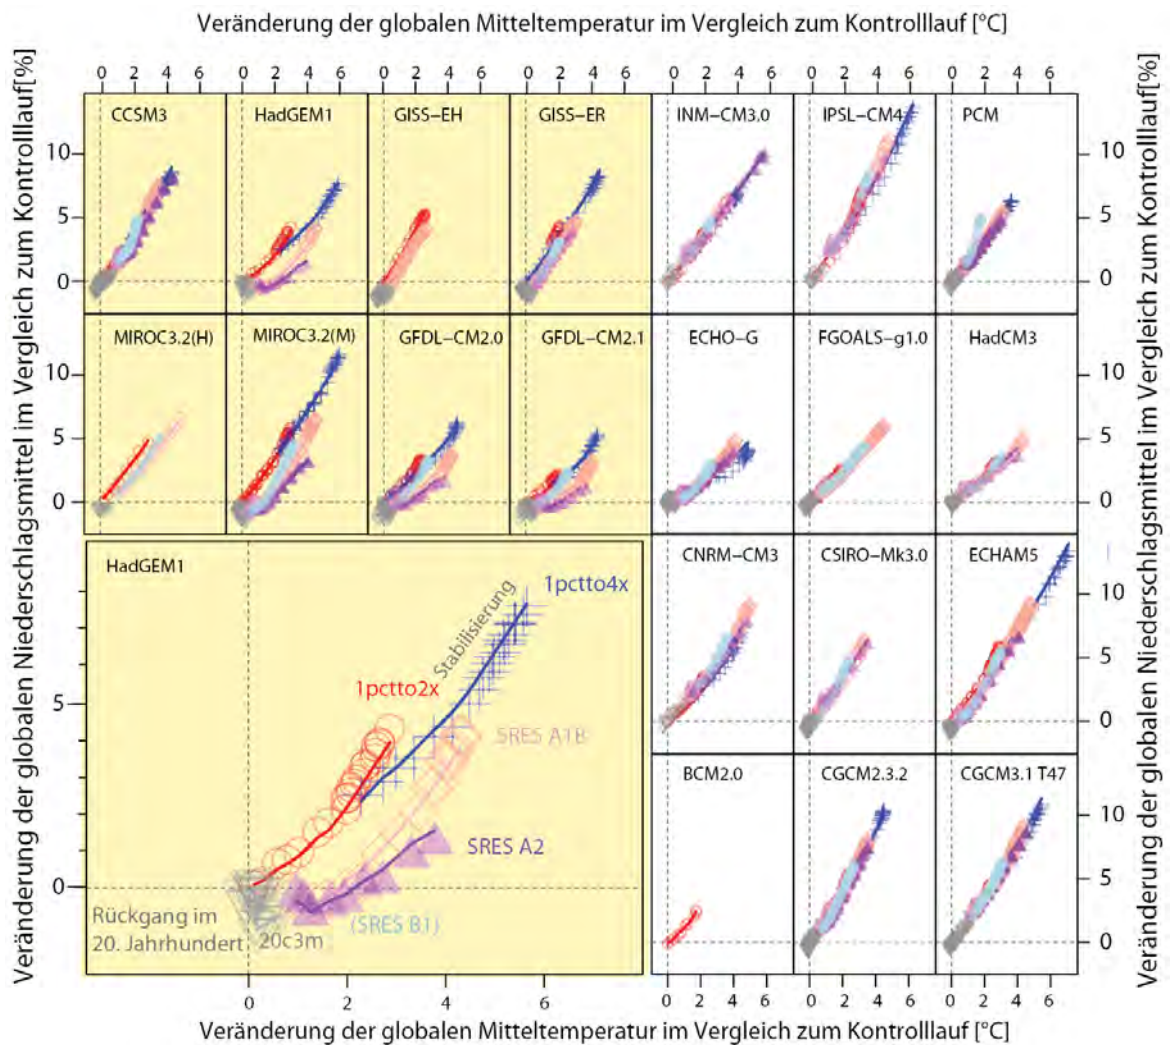 Veränderung der globalen Mitteltemperatur im Vergleich zum Kontrolllauf [°C]
0 2 4 6 0 2 4 6 0 2 4 6 0 2 4 6 0 2 4 6 0 2 4 6 0 2 4 6
Veränderung der globalen Niederschlagsmittel im Vergleich zum Kontrolllauf[%]
Veränderung der globalen Niederschlagsmittel im Vergleich zum Kontrolllauf[%]
CCSM3 HadGEM1 GISS-EH GISS-ER INM-CM3.0 IPSL-CM4 PCM
10 10
5 5
0 0
MIROC3.2(H) MIROC3.2(M) GFDL-CM2.0 GFDL-CM2.1 ECHO-G FGOALS-g1.0 HadCM3
10 10
5 5
0 0
HadGEM1 CNRM-CM3 CSIRO-Mk3.0 ECHAM5
1pctto4x
Stabilisierung
10
1pctto2x
5 5
SRES A1B
0
BCM2.0 CGCM2.3.2 CGCM3.1 T47
SRES A2
10
0 5
(SRES B1)
Rückgang im
20. Jahrhundert 20c3m
0
0 2 4 6 0 2 4 6 0 2 4 6 0 2 4 6
Veränderung der globalen Mitteltemperatur im Vergleich zum Kontrolllauf [°C]